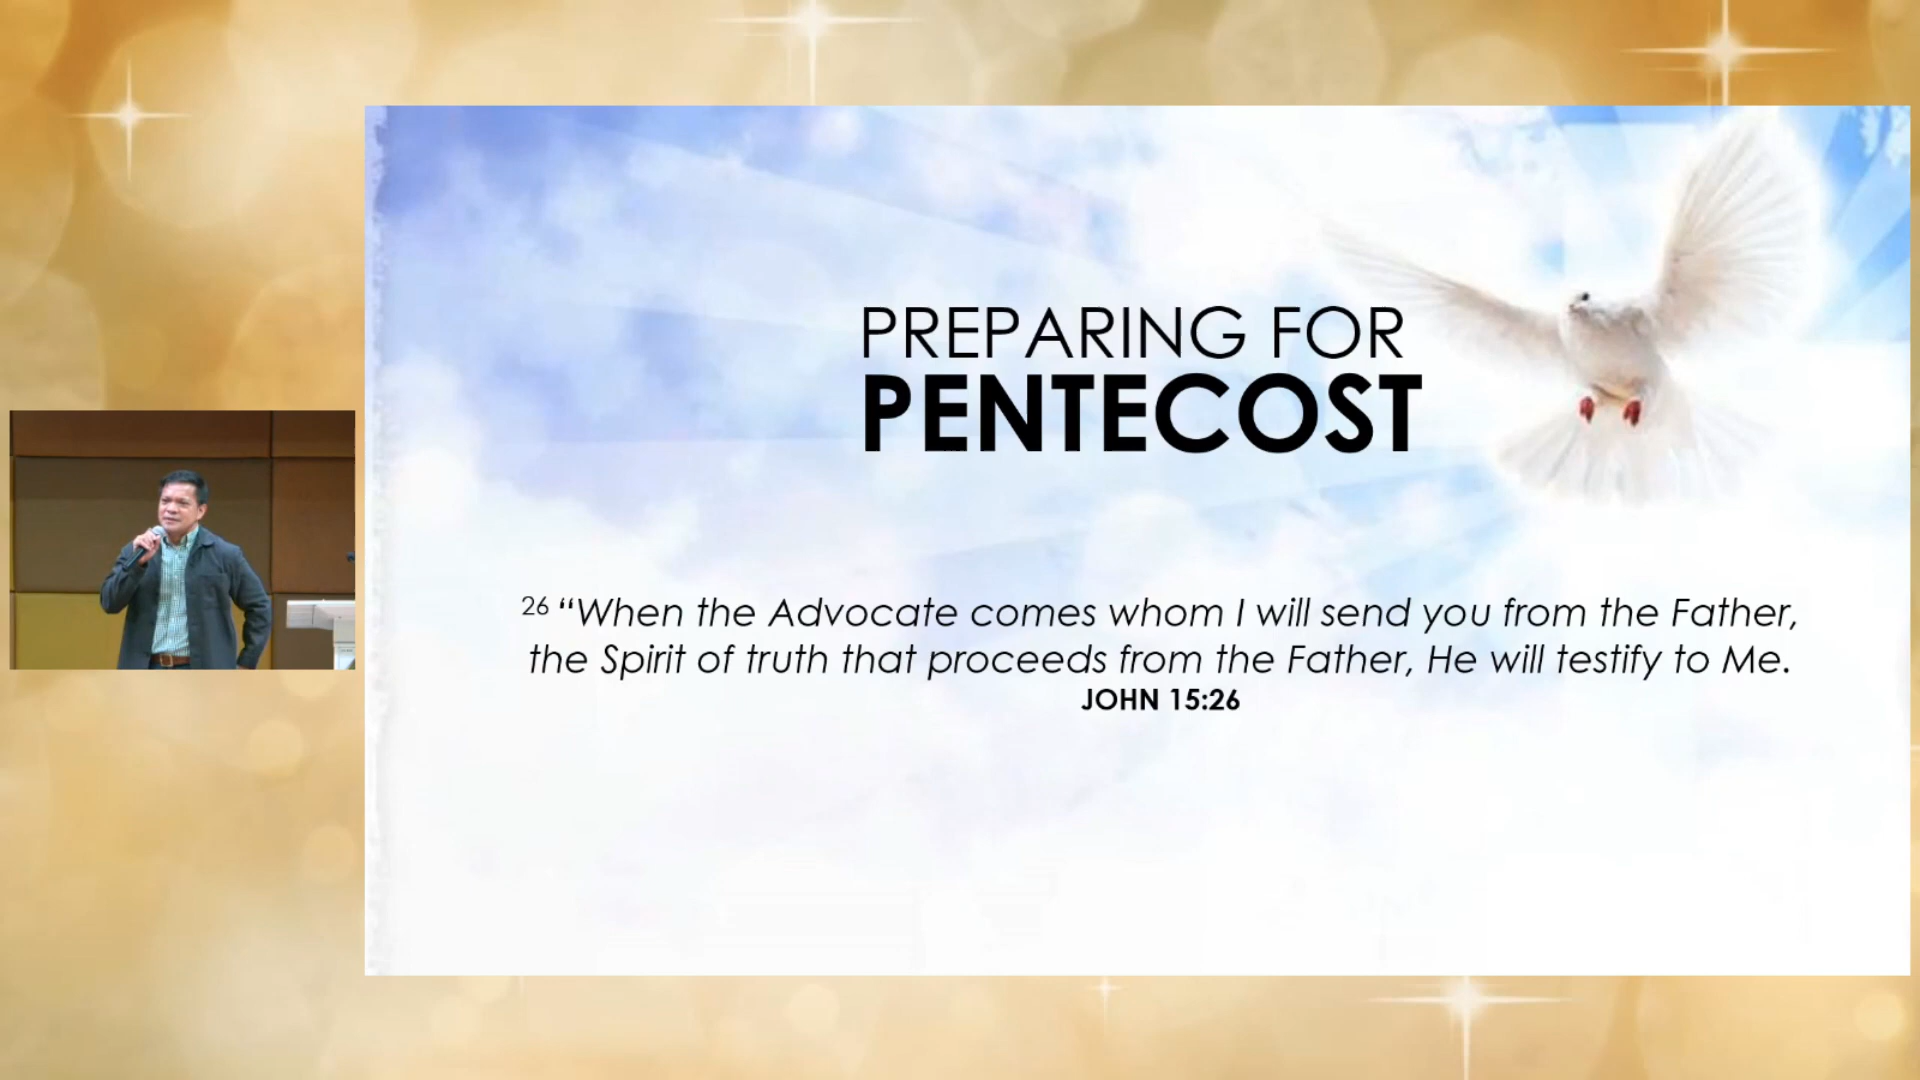 PREPARING FOR
PENTECOST
26 “When the Advocate comes whom I will send you from the Father,
the Spirit of truth that proceeds from the Father, He will testify to Me.
JOHN 15:26